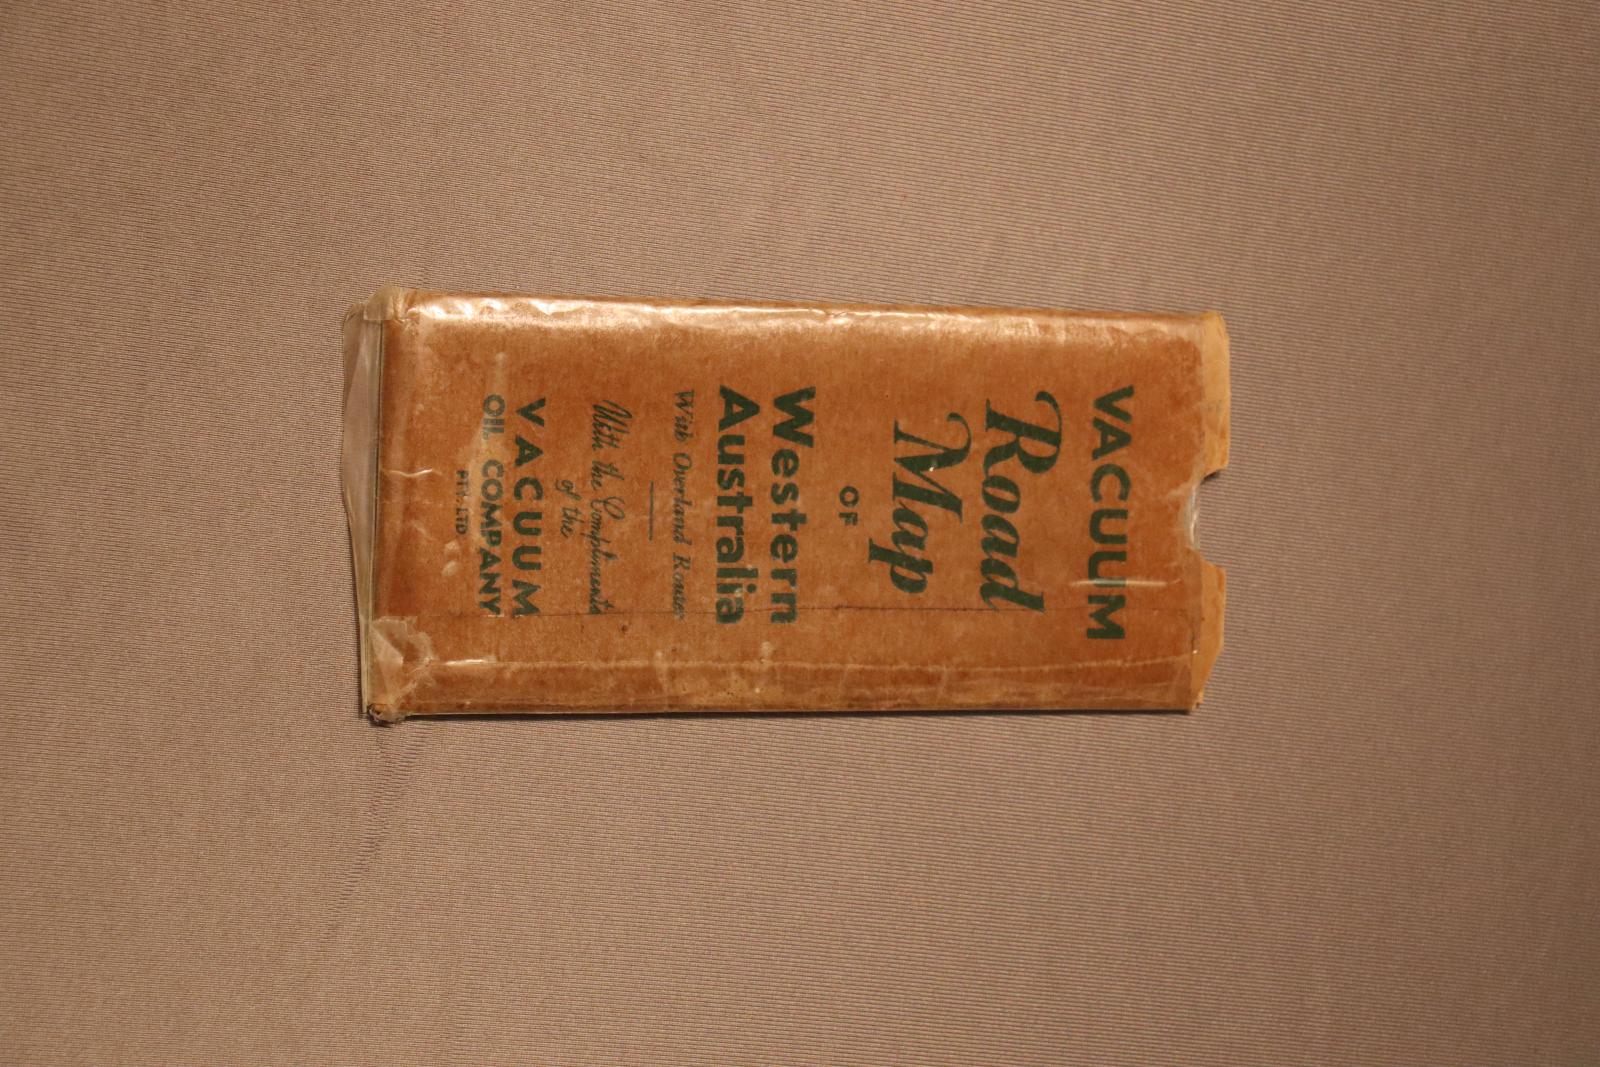 VACUUM
Road
Map
OF
Western
Australia
With Overland Routes
With the Compliments
of the
VACUUM
OIL COMPANY
PTY. LTD.